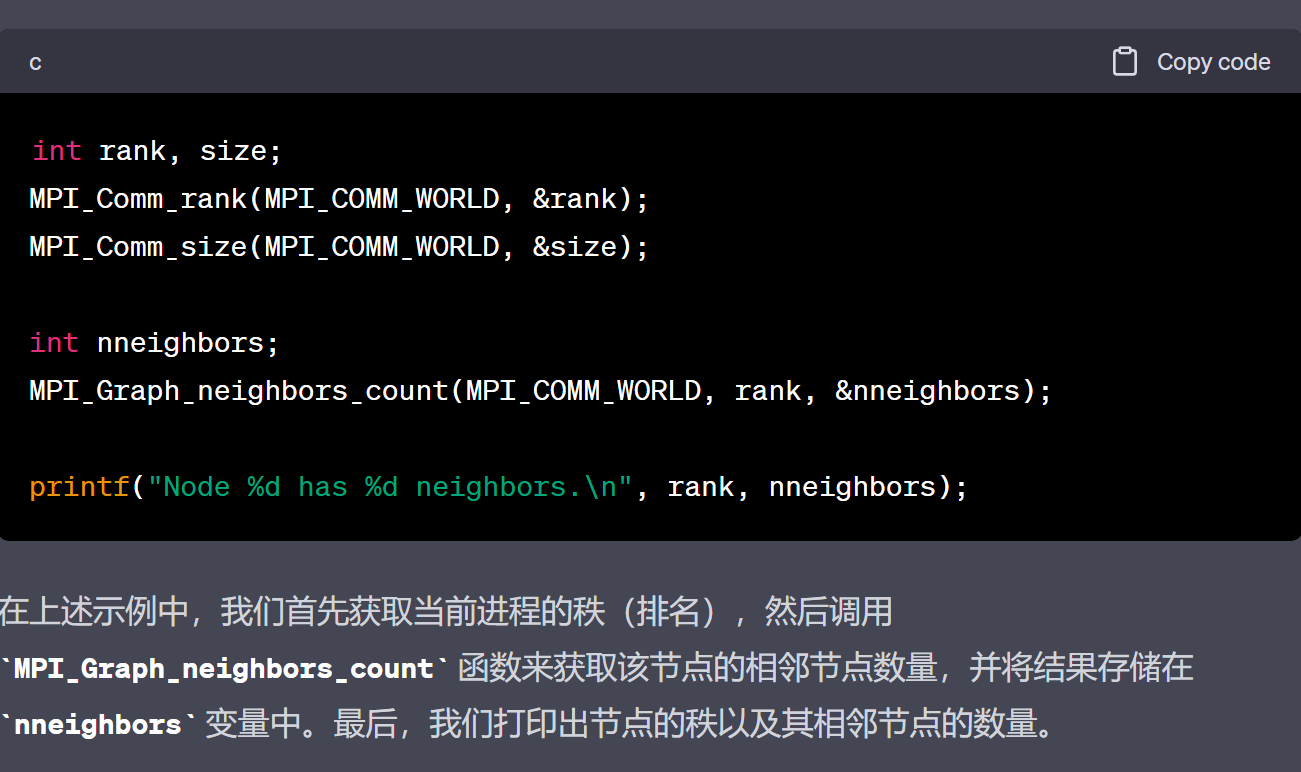 c
Copy code
int rank, size;
MPI_Comm_rank(MPI_COMM_WORLD, &rank);
MPI_Comm_size(MPI_COMM_WORLD, &size);
int nneighbors;
MPI_Graph_neighbors_count(MPI_COMM_WORLD, rank, &nneighbors);
printf("Node %d has %d neighbors.\n", rank, nneighbors);
在上述示例中，我们首先获取当前进程的秩（排名），然后调用
`MPI_Graph_neighbors_count` 函数来获取该节点的相邻节点数量，并将结果存储在
`nneighbors` 变量中。最后，我们打印出节点的秩以及其相邻节点的数量。